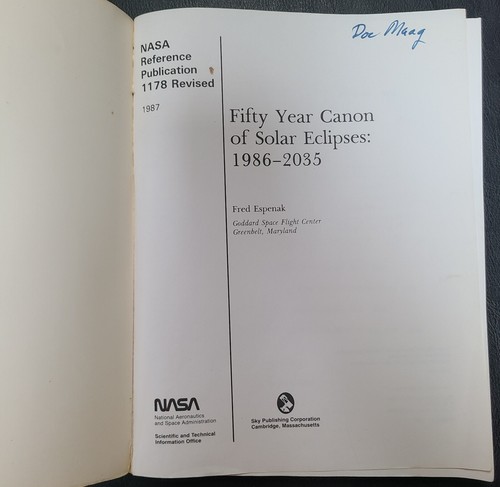 Doc Maag
NASA
Reference
Publication
1178 Revised
1987
Fifty Year Canon
of Solar Eclipses:
1986–2035
Fred Espenak
Goddard Space Flight Center
Greenbelt, Maryland
NASA
National Aeronautics
and Space Administration
Scientific and Technical
Information Office
Sky Publishing Corporation
Cambridge, Massachusetts